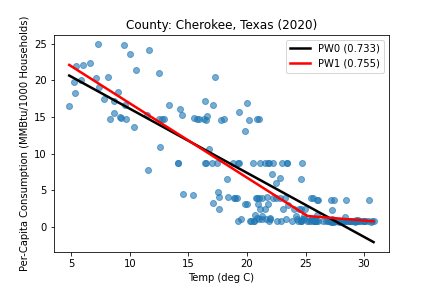 County: Cherokee, Texas (2020)
PW0 (0.733)
PW1 (0.755)
Per-Capita Consumption (MMBtu/1000 Households)
25
20
15
10
5
0
5 10 15 20 25 30
Temp (deg C)